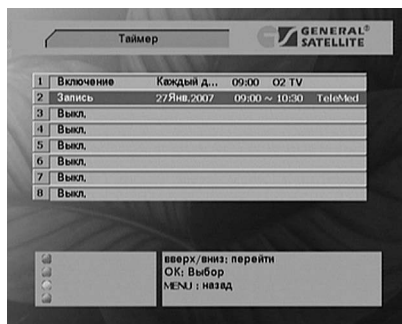 Таймер
GENERAL®
SATELLITE
1 Включение Каждый д... 09:00 O2 TV
2 Запись 27Янв.2007 09:00 ~ 10:30 TeleMed
3 Выкл.
4 Выкл.
5 Выкл.
6 Выкл.
7 Выкл.
8 Выкл.
вверх/вниз: перейти
OK: Выбор
MENU : назад